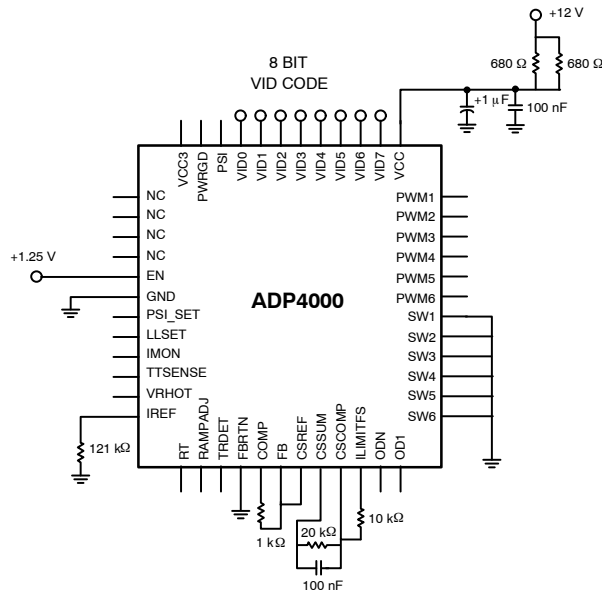 +12 V
680 Ω
680 Ω
8 BIT
VID CODE
+1 μF
100 nF
VCC3
PWRGD
PSI
VID0
VID1
VID2
VID3
VID4
VID5
VID6
VID7
VCC
NC
NC
NC
NC
+1.25 V
EN
GND
PSI_SET
LLSET
IMON
TTSENSE
VRHOT
IREF
121 kΩ
ADP4000
PWM1
PWM2
PWM3
PWM4
PWM5
PWM6
SW1
SW2
SW3
SW4
SW5
SW6
RT
RAMPADJ
TRDET
FBRTN
COMP
FB
CSREF
CSSUM
CSCOMP
ILIMITFS
ODN
OD1
1 kΩ
20 kΩ
10 kΩ
100 nF